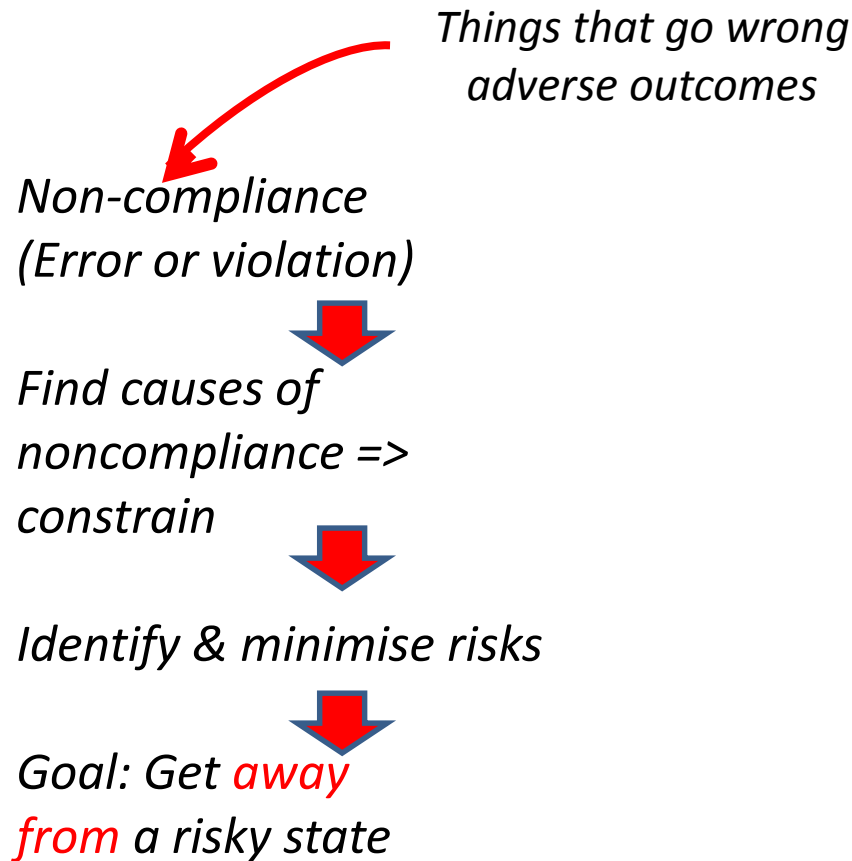 Things that go wrong
adverse outcomes
Non-compliance
(Error or violation)
Find causes of
noncompliance =>
constrain
Identify & minimise risks
Goal: Get away
from a risky state